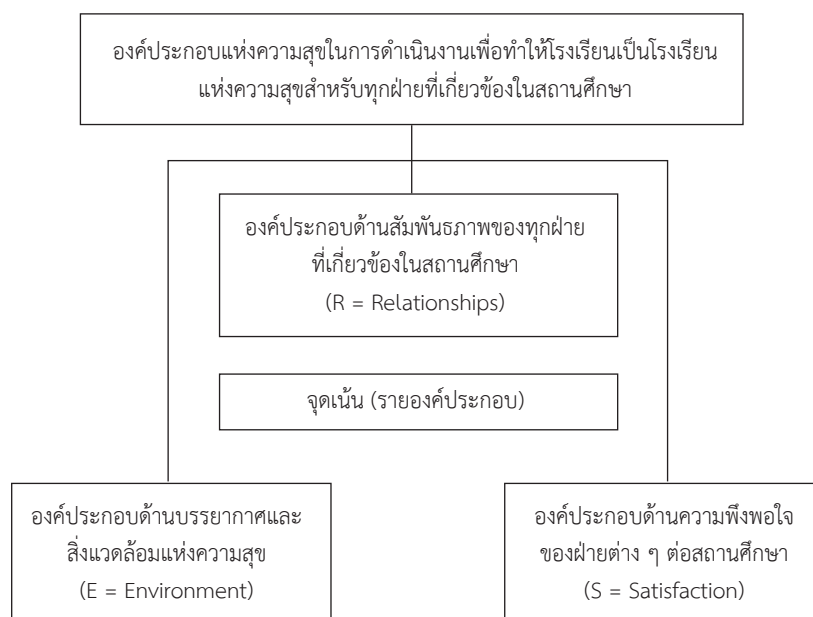 องค์ประกอบแห่งความสุขในการดำเนินงานเพื่อทำให้โรงเรียนเป็นโรงเรียน
แห่งความสุขสำหรับทุกฝ่ายที่เกี่ยวข้องในสถานศึกษา
องค์ประกอบด้านสัมพันธภาพของทุกฝ่าย
ที่เกี่ยวข้องในสถานศึกษา
(R = Relationships)
จุดเน้น (รายองค์ประกอบ)
องค์ประกอบด้านบรรยากาศและ
สิ่งแวดล้อมแห่งความสุข
(E = Environment)
องค์ประกอบด้านความพึงพอใจ
ของฝ่ายต่าง ๆ ต่อสถานศึกษา
(S = Satisfaction)